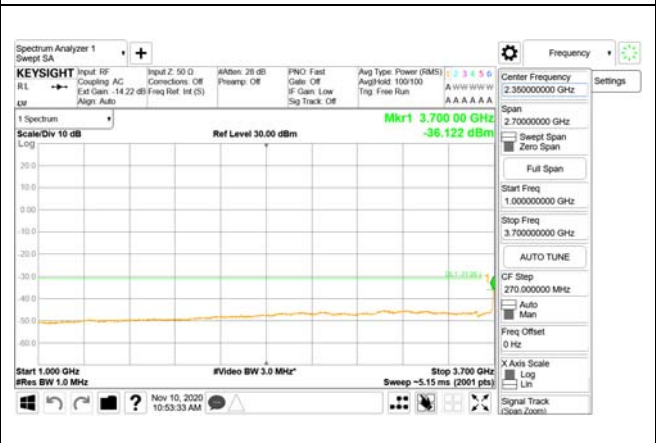 Spectrum Analyzer 1
Swept SA
+
Frequency
KEYSIGHT
RL
Input: RF
Coupling: AC
Ext Gain: -14.22 dB
Align: Auto
Input Z: 50 Ω
Corrections: Off
Freq Ref: Int (S)
#Atten: 28 dB
Preamp: Off
PNO: Fast
Gate: Off
IF Gain: Low
Sig Track: Off
Avg Type: Power (RMS)
Avg|Hold: 100/100
Trig: Free Run
1 2 3 4 5 6
A W W W W W
A A A A A A
1 Spectrum
Scale/Div 10 dB
Ref Level 30.00 dBm
Mkr1 3.700 00 GHz
-36.122 dBm
Log
20.0
10.0
0.00
-10.0
-20.0
-30.0
-40.0
-50.0
-60.0
1
Start 1.000 GHz
#Res BW 1.0 MHz
#Video BW 3.0 MHz*
Stop 3.700 GHz
Sweep ~5.15 ms (2001 pts)
Nov 10, 2020
10:53:33 AM
?
Center Frequency
2.350000000 GHz
Settings
Span
2.70000000 GHz
Swept Span
Zero Span
Full Span
Start Freq
1.000000000 GHz
Stop Freq
3.700000000 GHz
AUTO TUNE
CF Step
270.000000 MHz
Auto
Man
Freq Offset
0 Hz
X Axis Scale
Log
Lin
Signal Track
(Span Zoom)